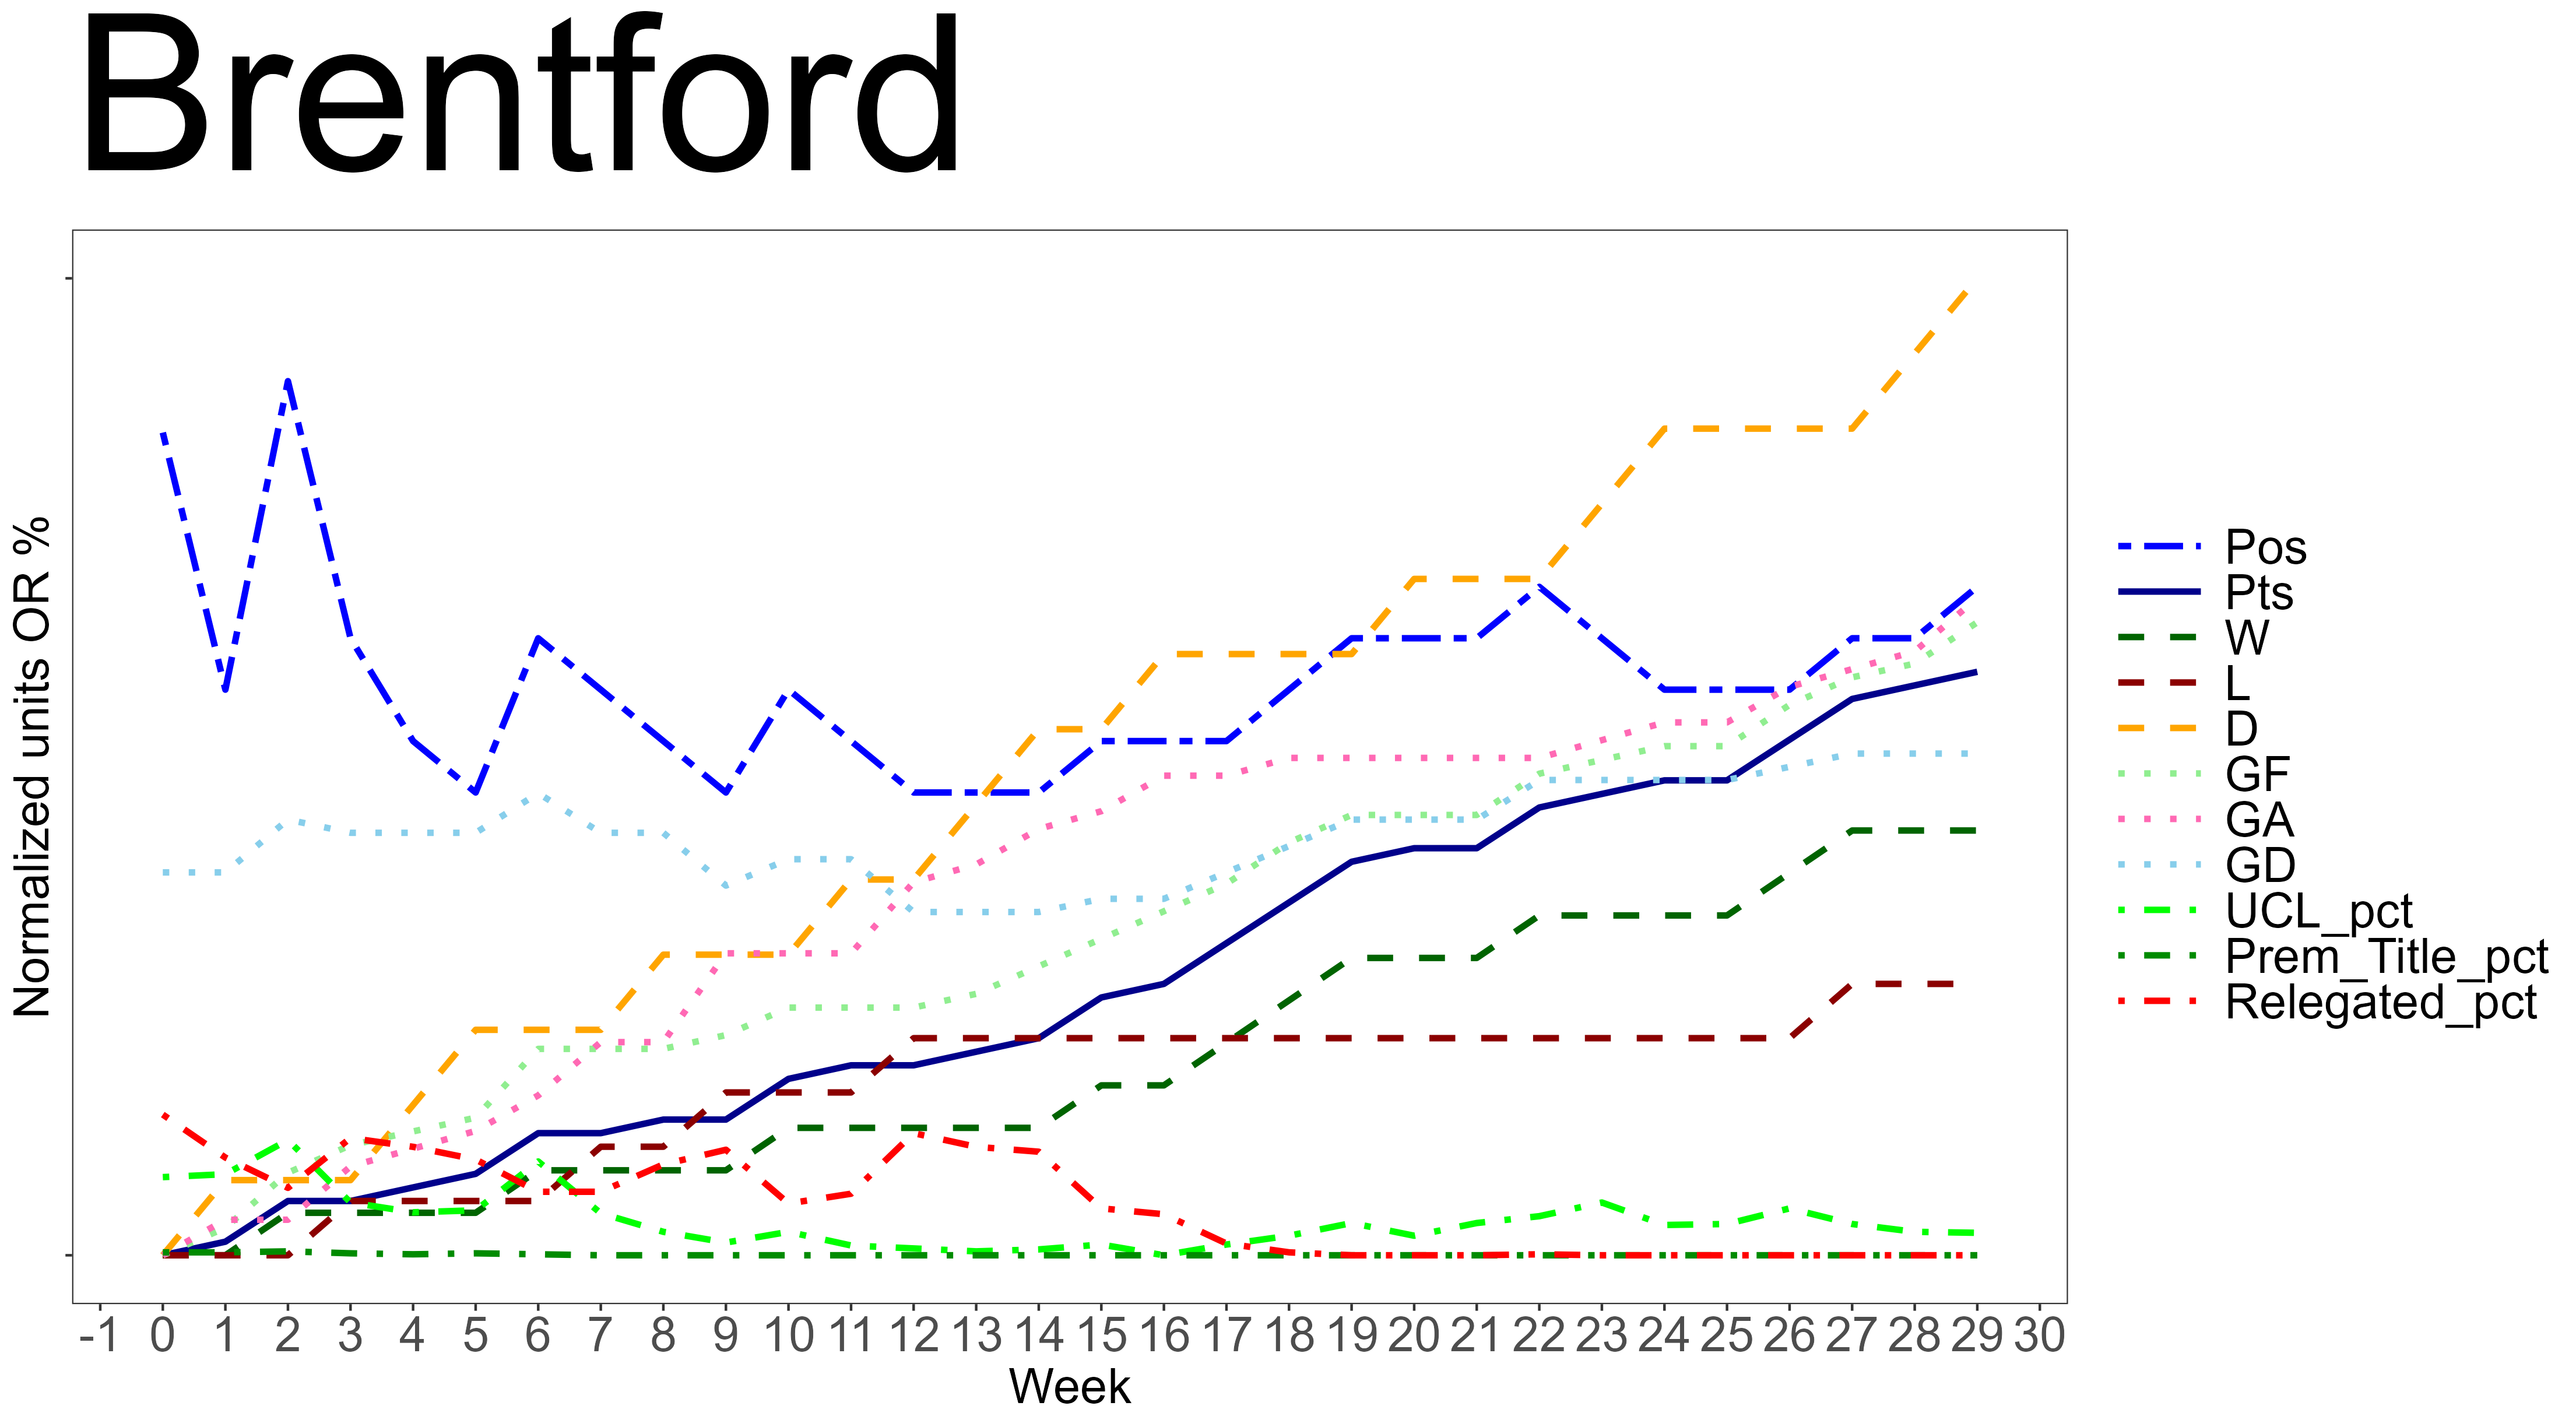 Brentford
Normalized units OR %
Pos
Pts
W
L
D
GF
GA
GD
UCL_pct
Prem_Title_pct
Relegated_pct
-1 0 1 2 3 4 5 6 7 8 9 10 11 12 13 14 15 16 17 18 19 20 21 22 23 24 25 26 27 28 29 30
Week